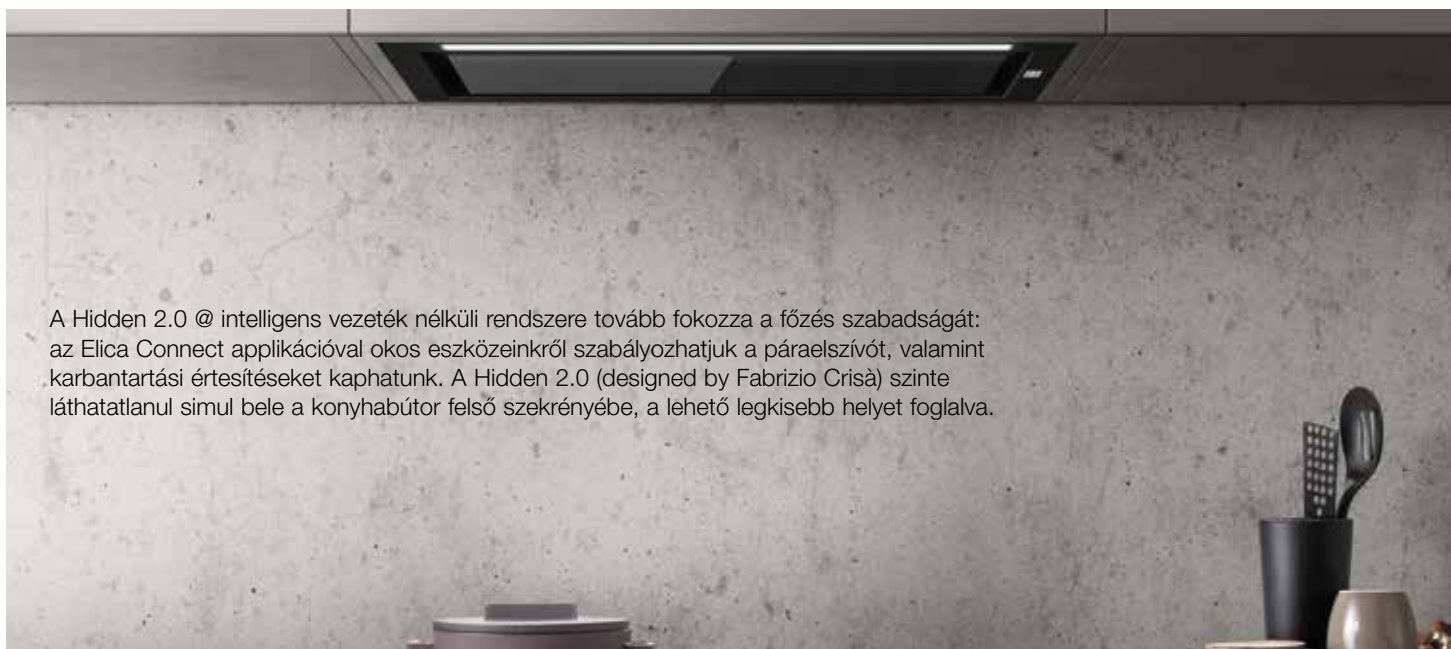 A Hidden 2.0 @ intelligens vezeték nélküli rendszere tovább fokozza a főzés szabadságát:
az Elica Connect applikációval okos eszközeinkről szabályozhatjuk a páraelszívót, valamint
karbantartási értesítéseket kaphatunk. A Hidden 2.0 (designed by Fabrizio Crisà) szinte
láthatatlanul simul bele a konyhabútor felső szekrényébe, a lehető legkisebb helyet foglalva.